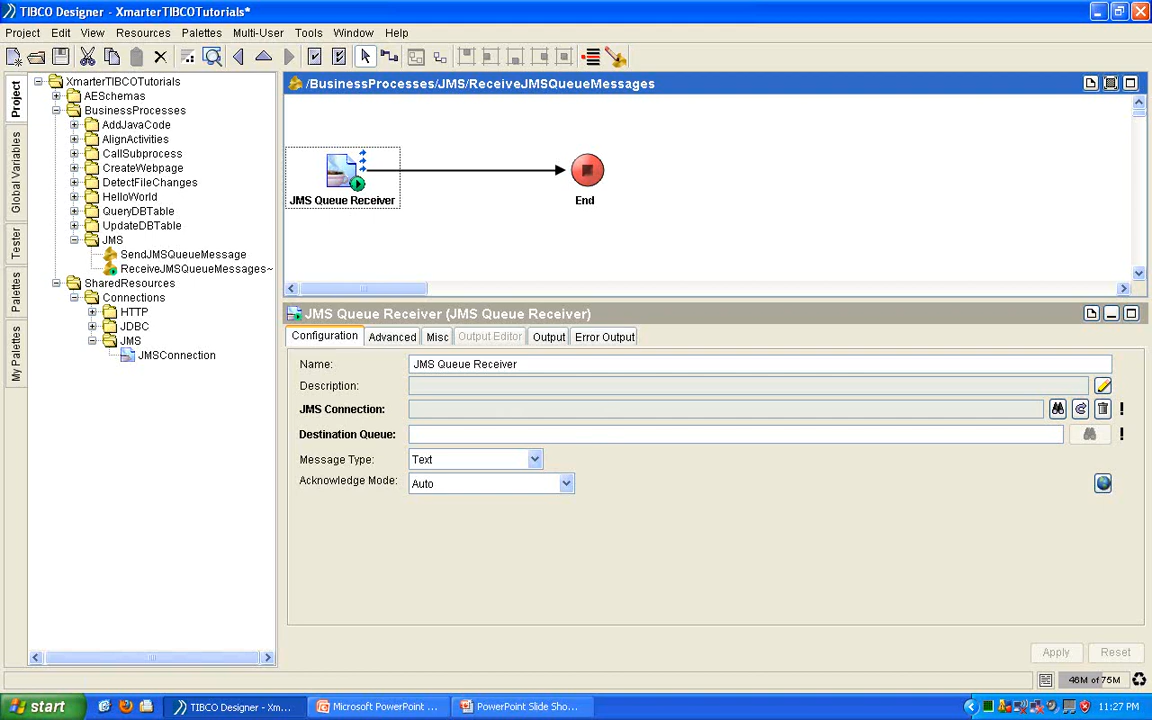 TIBCO Designer - XmarterTIBCOTutorials*
Project Edit View Resources Palettes Multi-User Tools Window Help
Project
Global Variables
Tester
Palettes
My Palettes
XmarterTIBCOTutorials
AESchemas
BusinessProcesses
AddJavaCode
AlignActivities
CallSubprocess
CreateWebpage
DetectFileChanges
HelloWorld
QueryDBTable
UpdateDBTable
JMS
SendJMSQueueMessage
ReceiveJMSQueueMessages~
SharedResources
Connections
HTTP
JDBC
JMS
JMSConnection
/BusinessProcesses/JMS/ReceiveJMSQueueMessages
JMS Queue Receiver
End
JMS Queue Receiver (JMS Queue Receiver)
Configuration Advanced Misc Output Editor Output Error Output
Name: JMS Queue Receiver
Description:
JMS Connection: !
Destination Queue: !
Message Type: Text
Acknowledge Mode: Auto
Apply Reset
46M of 75M
start TIBCO Designer - Xm... Microsoft PowerPoint ... PowerPoint Slide Sho... 11:27 PM